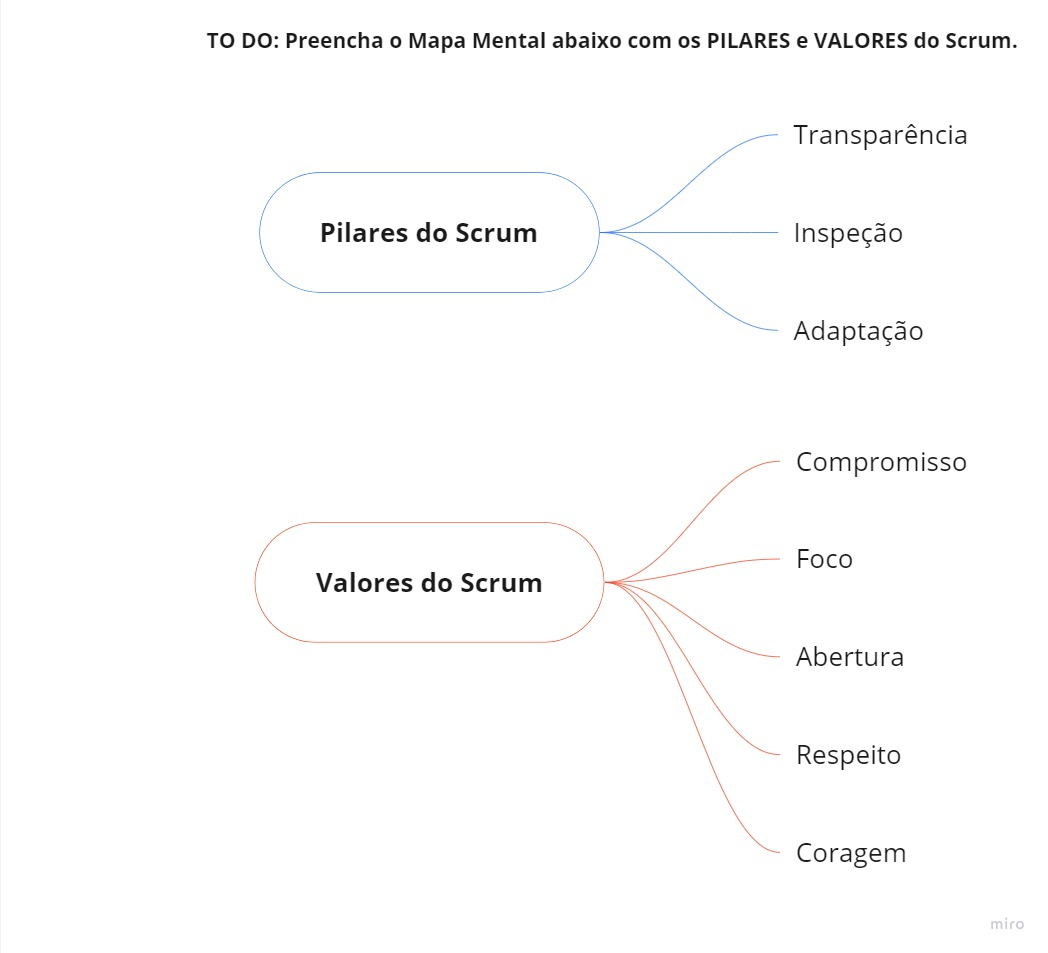 TO DO: Preencha o Mapa Mental abaixo com os PILARES e VALORES do Scrum.
Pilares do Scrum
Transparência
Inspeção
Adaptação
Valores do Scrum
Compromisso
Foco
Abertura
Respeito
Coragem
miro